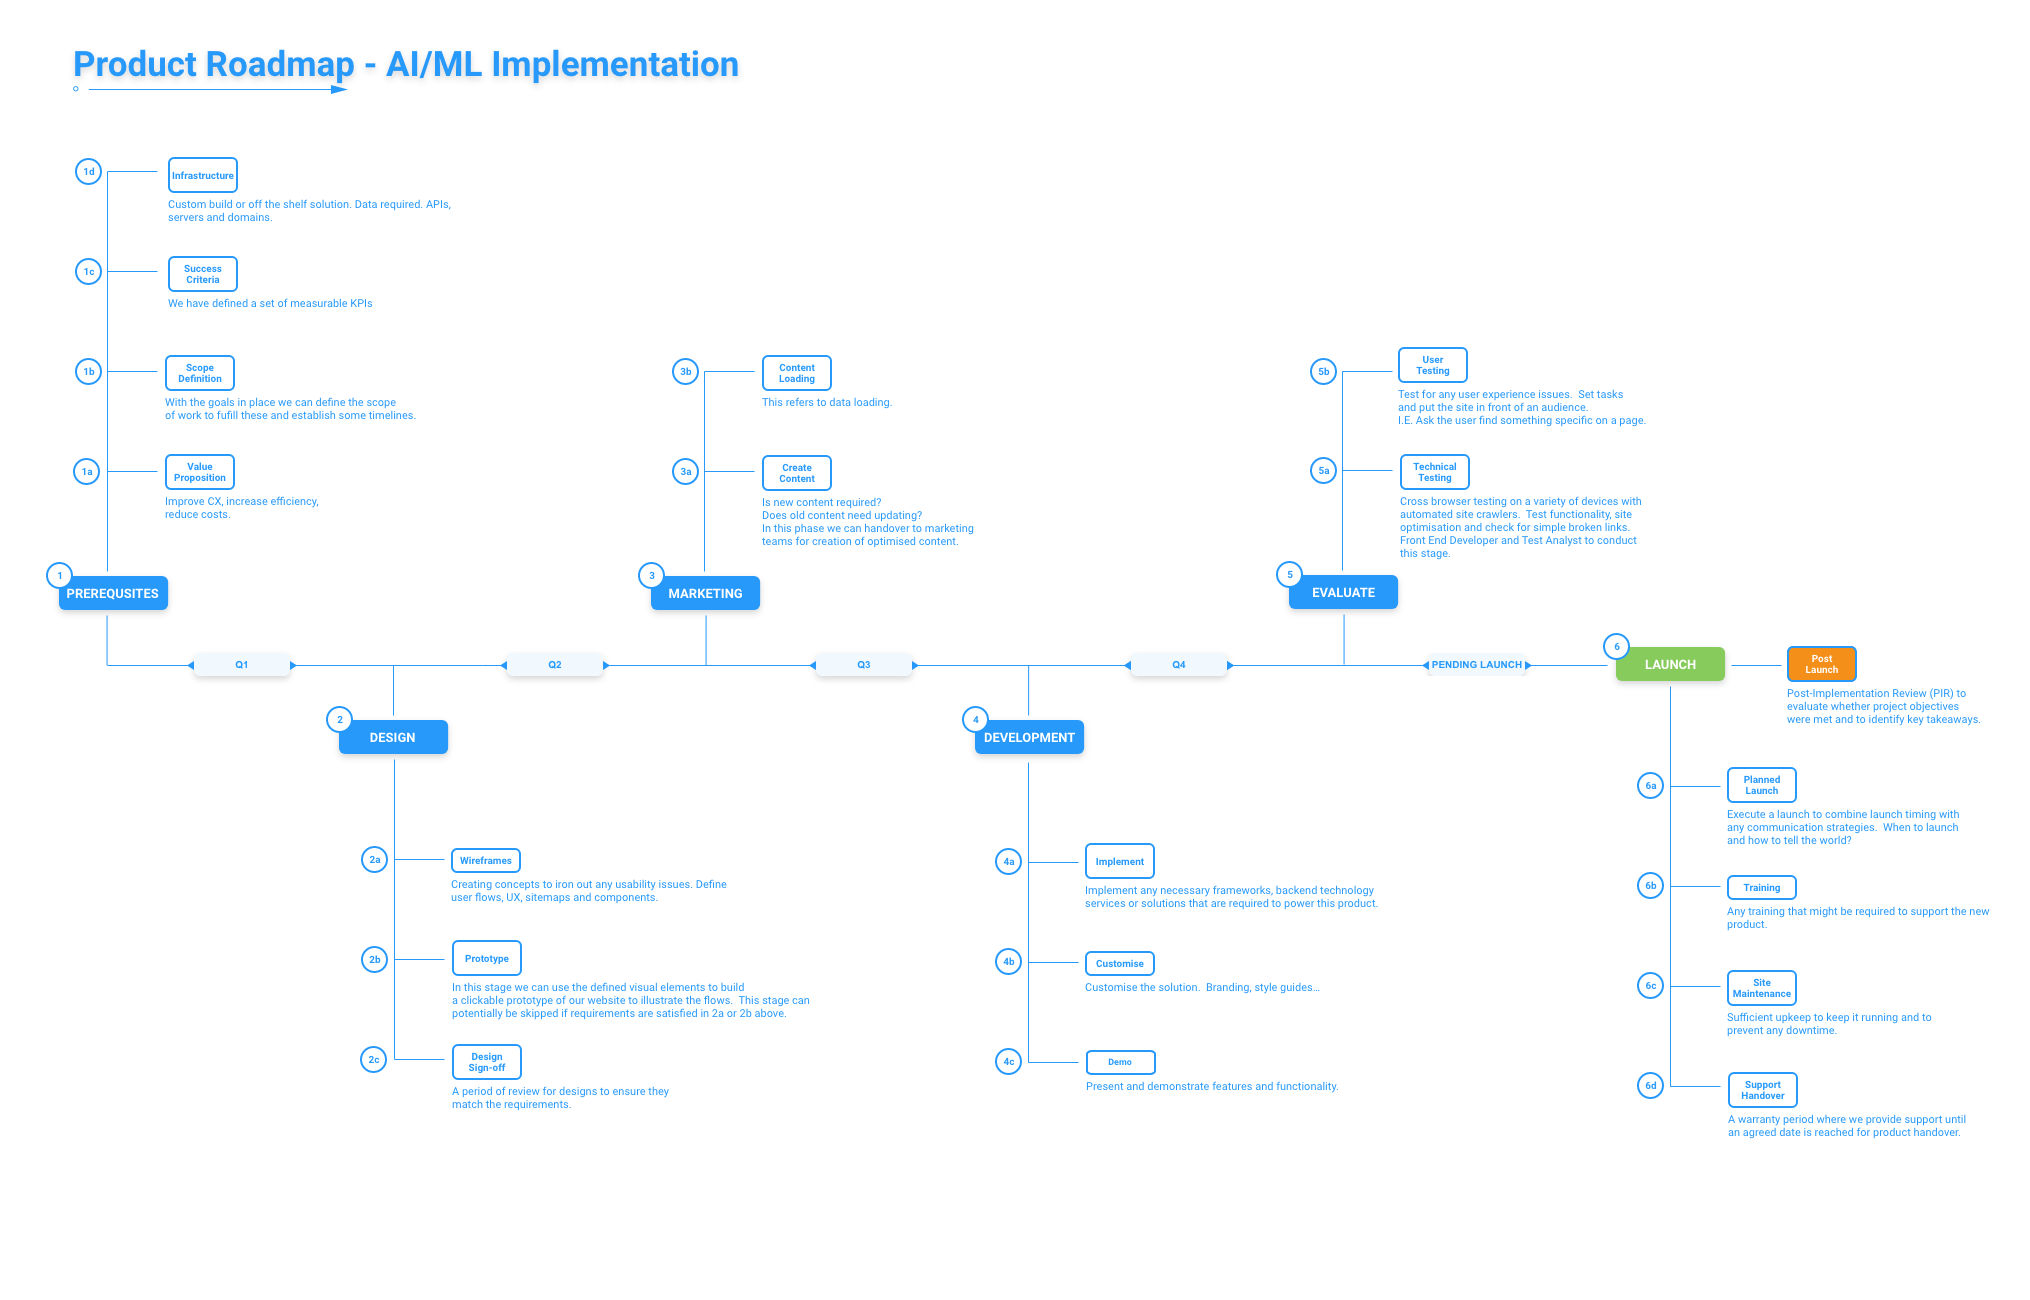 Product Roadmap - AI/ML Implementation
1d
Infrastructure
Custom build or off the shelf solution. Data required. APIs,
servers and domains.
1c
Success
Criteria
We have defined a set of measurable KPIs
1b
Scope
Definition
With the goals in place we can define the scope
of work to fufill these and establish some timelines.
1a
Value
Proposition
Improve CX, increase efficiency,
reduce costs.
1
PREREQUSITES
3b
Content
Loading
This refers to data loading.
3a
Create
Content
Is new content required?
Does old content need updating?
In this phase we can handover to marketing
teams for creation of optimised content.
3
MARKETING
5b
User
Testing
Test for any user experience issues.  Set tasks
and put the site in front of an audience.
I.E. Ask the user find something specific on a page.
5a
Technical
Testing
Cross browser testing on a variety of devices with
automated site crawlers.  Test functionality, site
optimisation and check for simple broken links.
Front End Developer and Test Analyst to conduct
this stage.
5
EVALUATE
Q1
Q2
Q3
Q4
PENDING LAUNCH
6
LAUNCH
Post
Launch
Post-Implementation Review (PIR) to
evaluate whether project objectives
were met and to identify key takeaways.
2
DESIGN
2a
Wireframes
Creating concepts to iron out any usability issues. Define
user flows, UX, sitemaps and components.
2b
Prototype
In this stage we can use the defined visual elements to build
a clickable prototype of our website to illustrate the flows.  This stage can
potentially be skipped if requirements are satisfied in 2a or 2b above.
2c
Design
Sign-off
A period of review for designs to ensure they
match the requirements.
4
DEVELOPMENT
4a
Implement
Implement any necessary frameworks, backend technology
services or solutions that are required to power this product.
4b
Customise
Customise the solution.  Branding, style guides...
4c
Demo
Present and demonstrate features and functionality.
6a
Planned
Launch
Execute a launch to combine launch timing with
any communication strategies.  When to launch
and how to tell the world?
6b
Training
Any training that might be required to support the new
product.
6c
Site
Maintenance
Sufficient upkeep to keep it running and to
prevent any downtime.
6d
Support
Handover
A warranty period where we provide support until
an agreed date is reached for product handover.